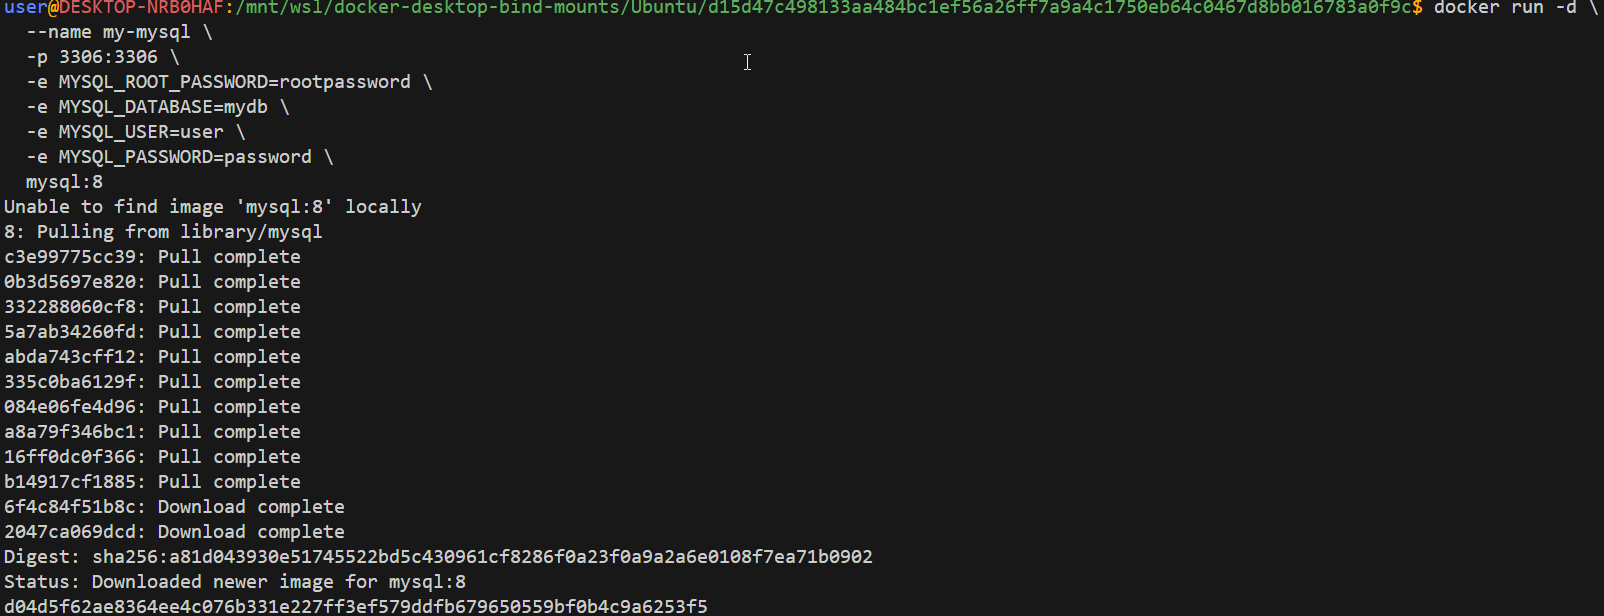 user@DESKTOP-NRB0HAF:/mnt/wsl/docker-desktop-bind-mounts/Ubuntu/d15d47c498133aa484bc1ef56a26ff7a9a4c1750eb64c0467d8bb016783a0f9c$ docker run -d \
--name my-mysql \
-p 3306:3306 \
-e MYSQL_ROOT_PASSWORD=rootpassword \
-e MYSQL_DATABASE=mydb \
-e MYSQL_USER=user \
-e MYSQL_PASSWORD=password \
mysql:8
Unable to find image 'mysql:8' locally
8: Pulling from library/mysql
c3e99775cc39: Pull complete
0b3d5697e820: Pull complete
332288060cf8: Pull complete
5a7ab34260fd: Pull complete
abda743cff12: Pull complete
335c0ba6129f: Pull complete
084e06fe4d96: Pull complete
a8a79f346bc1: Pull complete
16ff0dc0f366: Pull complete
b14917cf1885: Pull complete
6f4c84f51b8c: Download complete
2047ca069dcd: Download complete
Digest: sha256:a81d043930e51745522bd5c430961cf8286f0a23f0a9a2a6e0108f7ea71b0902
Status: Downloaded newer image for mysql:8
d04d5f62ae8364ee4c076b331e227ff3ef579ddfb679650559bf0b4c9a6253f5